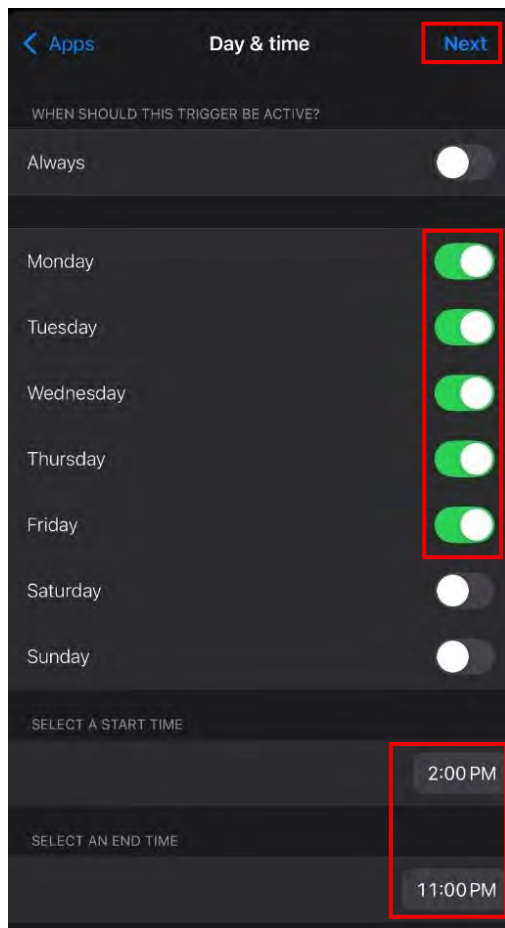 Apps Day & time Next
WHEN SHOULD THIS TRIGGER BE ACTIVE?
Always
Monday
Tuesday
Wednesday
Thursday
Friday
Saturday
Sunday
SELECT A START TIME
2:00 PM
SELECT AN END TIME
11:00 PM